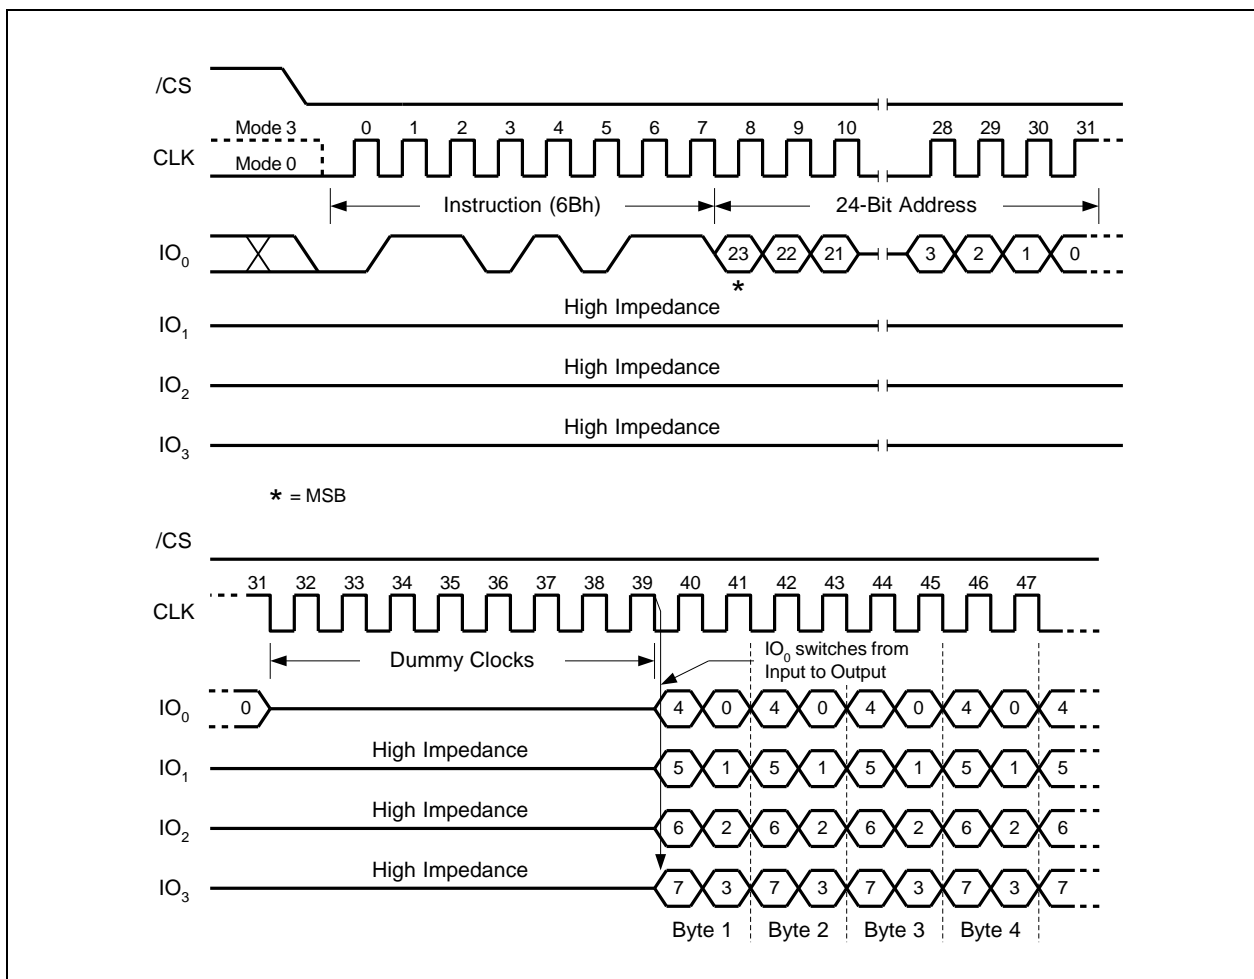 /CS
Mode 3 0 1 2 3 4 5 6 7 8 9 10 28 29 30 31
CLK
Mode 0
Instruction (6Bh) 24-Bit Address
IO0 23 22 21 3 2 1 0
*
High Impedance
IO1
High Impedance
IO2
High Impedance
IO3
* = MSB
/CS
31 32 33 34 35 36 37 38 39 40 41 42 43 44 45 46 47
CLK
Dummy Clocks IO0 switches from
Input to Output
IO0 0 4 0 4 0 4 0 4 0 4
High Impedance
IO1 5 1 5 1 5 1 5 1 5
High Impedance
IO2 6 2 6 2 6 2 6 2 6
High Impedance
IO3 7 3 7 3 7 3 7 3 7
Byte 1 Byte 2 Byte 3 Byte 4